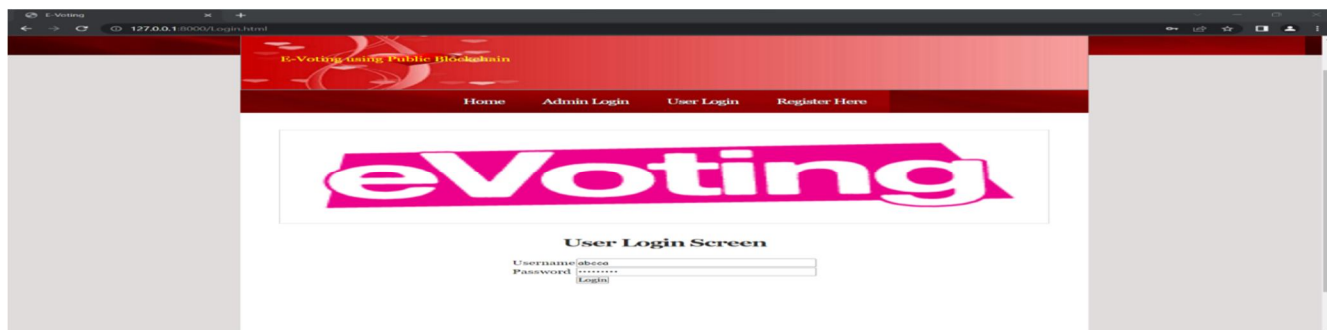 E-Voting
127.0.0.1:8000/Login.html
E-Voting using Public Blockchain
Home Admin Login User Login Register Here
eVoting
User Login Screen
Username abcca
Password •••••••••
Login